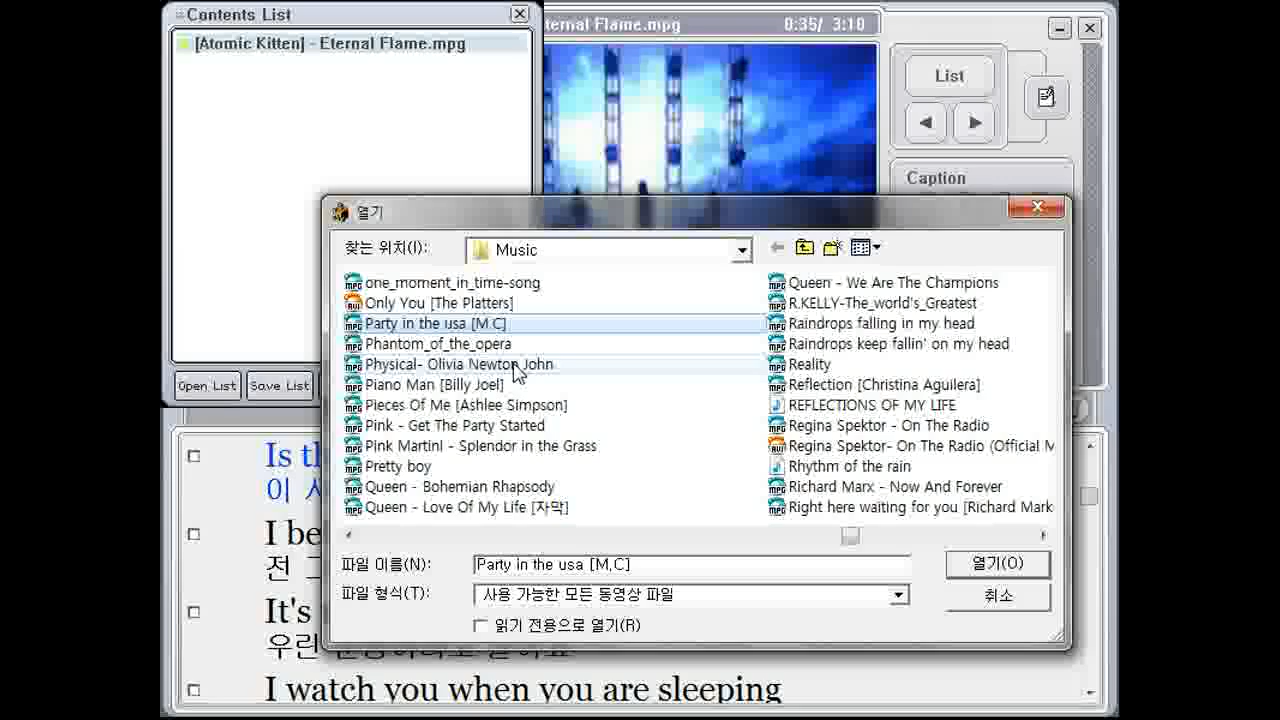 Contents List
[Atomic Kitten] - Eternal Flame.mpg
ternal Flame.mpg
0:35/ 3:10
List
Caption
열기
찾는 위치(I):
Music
one_moment_in_time-song
Only You [The Platters]
Party in the usa [M.C]
Phantom_of_the_opera
Physical- Olivia Newton John
Piano Man [Billy Joel]
Pieces Of Me [Ashlee Simpson]
Pink - Get The Party Started
Pink Martini - Splendor in the Grass
Pretty boy
Queen - Bohemian Rhapsody
Queen - Love Of My Life [자막]
Queen - We Are The Champions
R.KELLY-The_world's_Greatest
Raindrops falling in my head
Raindrops keep fallin' on my head
Reality
Reflection [Christina Aguilera]
REFLECTIONS OF MY LIFE
Regina Spektor - On The Radio
Regina Spektor- On The Radio (Official M
Rhythm of the rain
Richard Marx - Now And Forever
Right here waiting for you [Richard Mark
파일 이름(N):
Party in the usa [M,C]
열기(O)
파일 형식(T):
사용 가능한 모든 동영상 파일
취소
읽기 전용으로 열기(R)
Open List
Save List
Is th
이 시
I be
전 그
It's
우린
I watch you when you are sleeping